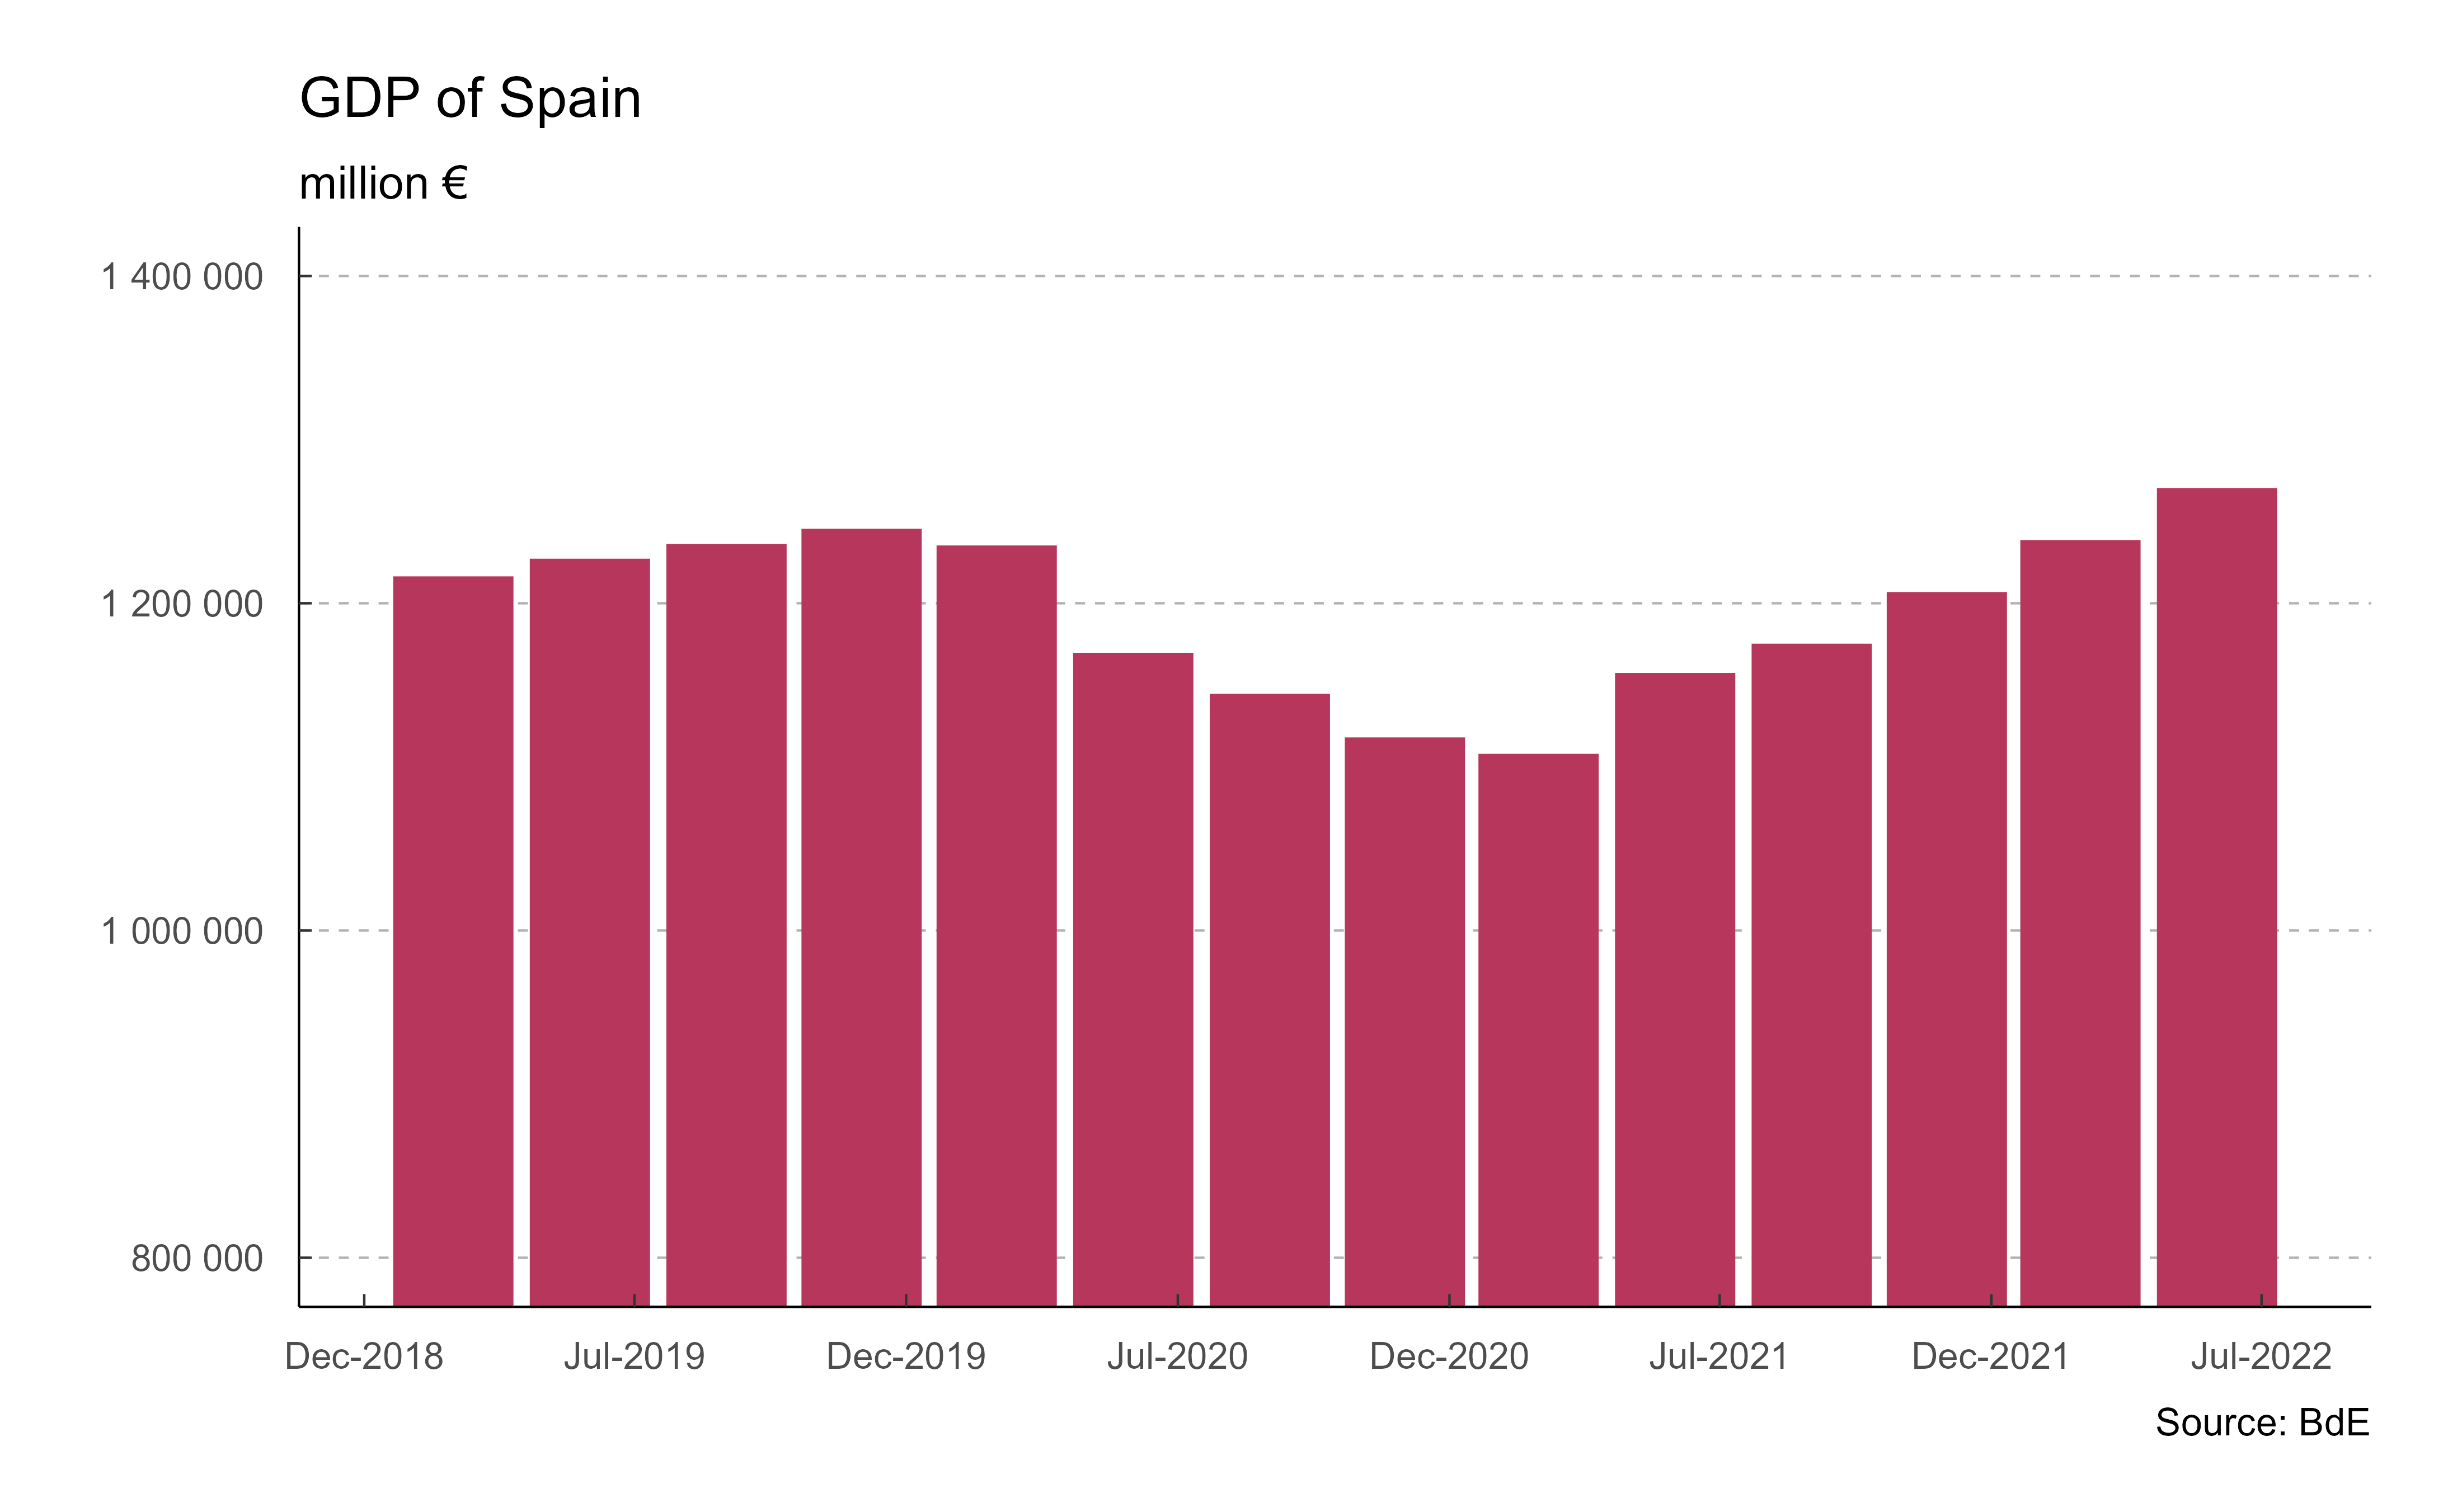 GDP of Spain
million €
1 400 000
1 200 000
1 000 000
800 000
Dec-2018 Jul-2019 Dec-2019 Jul-2020 Dec-2020 Jul-2021 Dec-2021 Jul-2022
Source: BdE